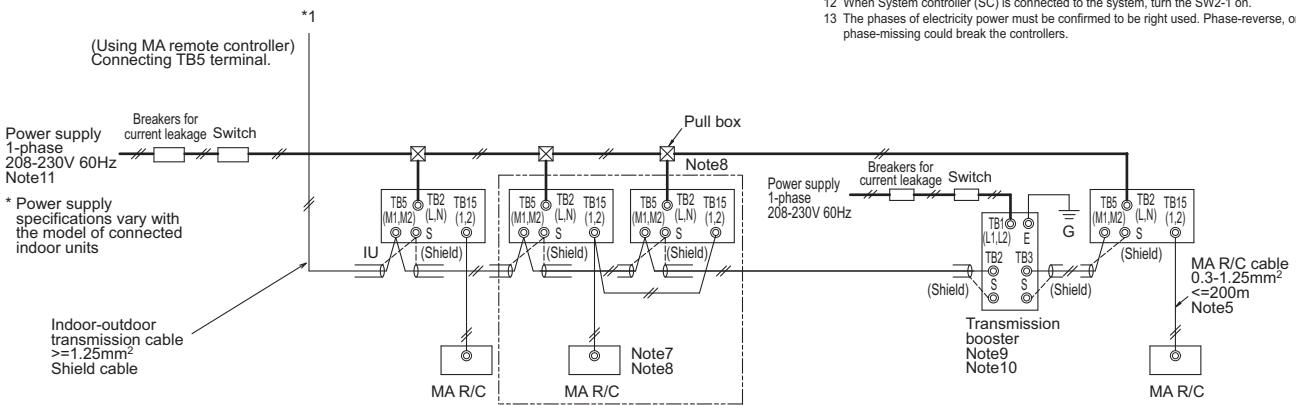 12 When System controller (SC) is connected to the system, turn the SW2-1 on.
13 The phases of electricity power must be confirmed to be right used. Phase-reverse, or
phase-missing could break the controllers.
*1
(Using MA remote controller)
Connecting TB5 terminal.
Power supply
1-phase
208-230V 60Hz
Note11
* Power supply
specifications vary with
the model of connected
indoor units
Breakers for
current leakage
Switch
Pull box
Note8
Power supply
1-phase
208-230V 60Hz
Breakers for
current leakage
Switch
TB5 TB2 TB15
(M1,M2) (L,N) (1,2)
S
IU
(Shield)
TB5 TB2 TB15
(M1,M2) (L,N) (1,2)
S
(Shield)
TB5 TB2 TB15
(M1,M2) (L,N) (1,2)
S
(Shield)
TB1
(L1,L2) E
G
TB2 TB3
S S
(Shield)
(Shield)
TB5 TB2 TB15
(M1,M2) (L,N) (1,2)
S
(Shield)
MA R/C cable
0.3-1.25mm²
<=200m
Note5
Indoor-outdoor
transmission cable
>=1.25mm²
Shield cable
Note7
Note8
Transmission
booster
Note9
Note10
MA R/C
MA R/C
MA R/C